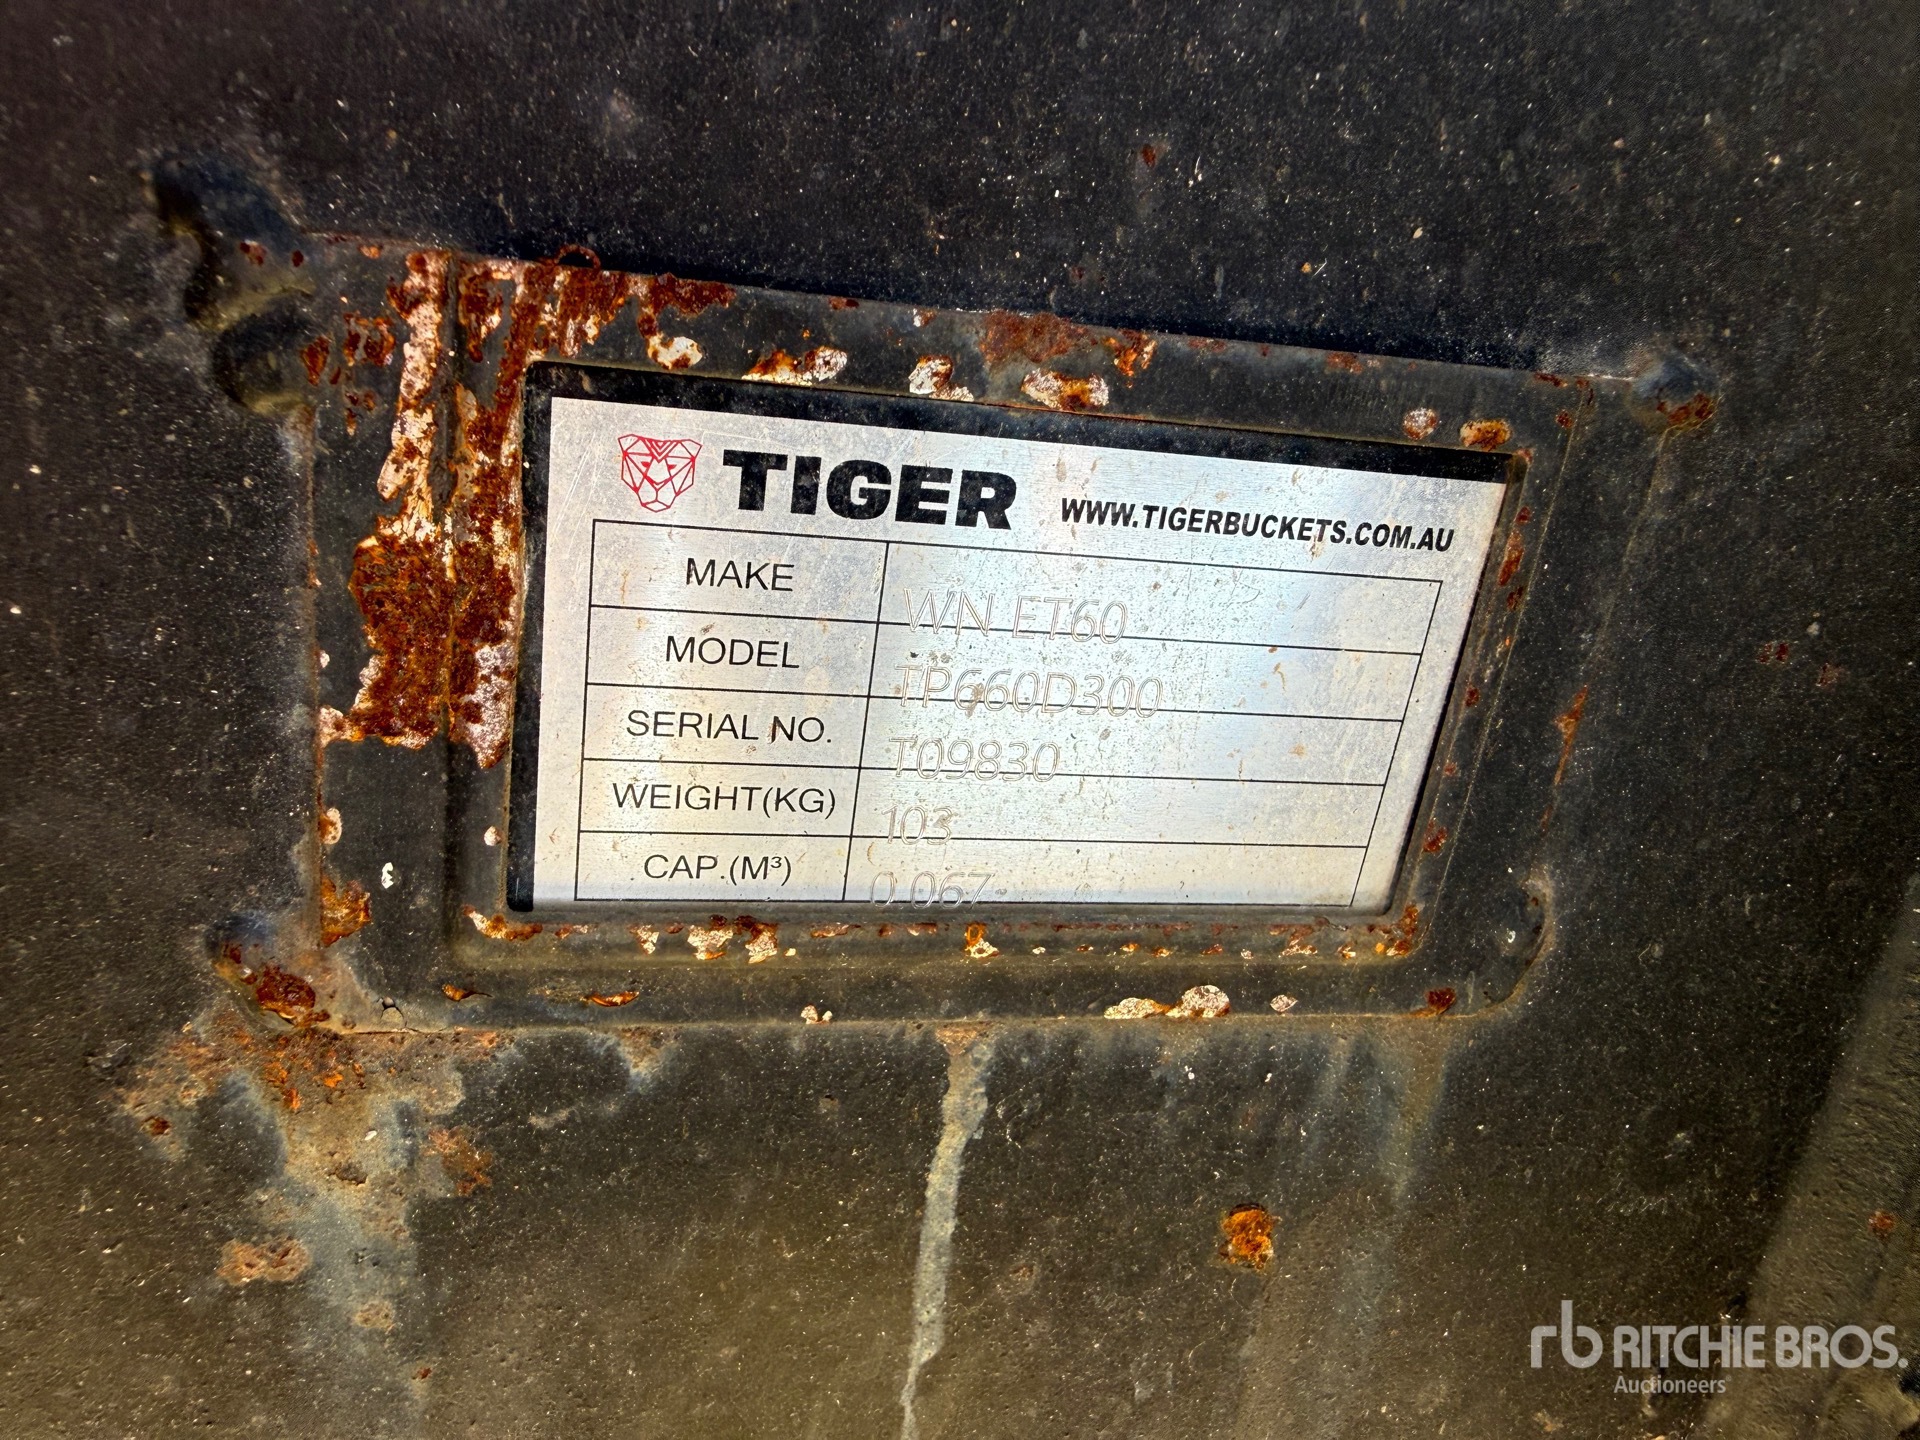 TIGER WWW.TIGERBUCKETS.COM.AU
MAKE WN ET60
MODEL TP660D300
SERIAL NO. T09830
WEIGHT(KG) 103
CAP.(M³) 0.067
rb RITCHIE BROS.
Auctioneers